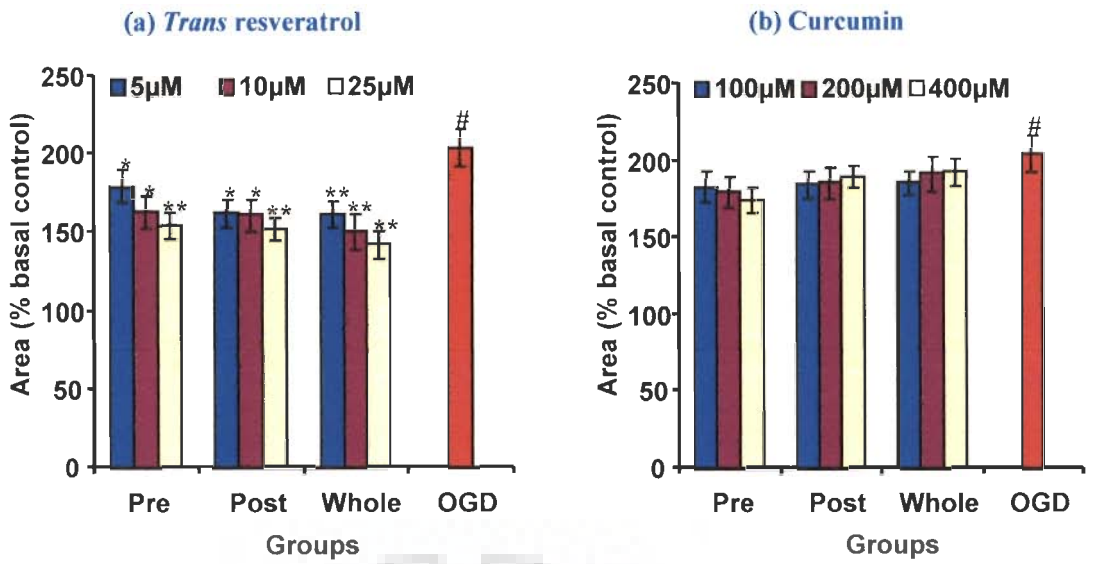 (a) Trans resveratrol
250
5µM 10µM 25µM
#
200
*
* **
* * **
** ** **
150
100
50
0
Area (% basal control)
Pre Post Whole OGD
Groups
(b) Curcumin
250
100µM 200µM 400µM
#
200
150
100
50
0
Area (% basal control)
Pre Post Whole OGD
Groups